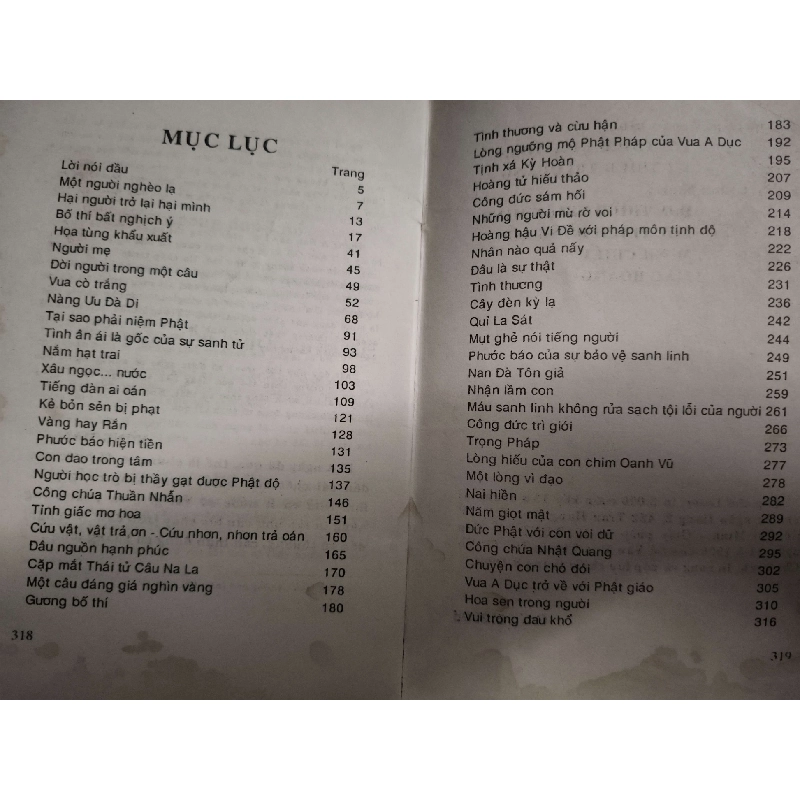 MỤC LỤC
Trang
Lời nói đầu 5
Một người nghèo lạ 7
Hai người trở lại hai mình 13
Bố thí bất nghịch ý 17
Họa tùng khẩu xuất 41
Người mẹ 45
Đời người trong một câu 49
Vua cò trắng 52
Nàng Ưu Đà Di 68
Tại sao phải niệm Phật 91
Tình ân ái là gốc của sự sanh tử 93
Nắm hạt trai 98
Xâu ngọc... nước 103
Tiếng đàn ai oán 109
Kẻ bỏn sẻn bị phạt 121
Vàng hay Rắn 128
Phước báo hiện tiền 131
Con dao trong tâm 135
Người học trò bị thầy gạt được Phật độ 137
Công chúa Thuần Nhẫn 146
Tỉnh giấc mơ hoa 151
Cứu vật, vật trả ơn - Cứu nhơn, nhơn trả oán 160
Đâu nguồn hạnh phúc 165
Cặp mắt Thái tử Câu Na La 170
Một câu đáng giá nghìn vàng 178
Gương bố thí 180
318
Tình thương và cừu hận 183
Lòng ngưỡng mộ Phật Pháp của Vua A Dục 192
Tịnh xá Kỳ Hoàn 195
Hoàng tử hiếu thảo 207
Công đức sám hối 209
Những người mù rờ voi 214
Hoàng hậu Vi Đề với pháp môn tịnh độ 218
Nhân nào quả nấy 222
Đâu là sự thật 226
Tình thương 231
Cây đèn kỳ lạ 236
Quỉ La Sát 242
Mụt ghẻ nói tiếng người 244
Phước báo của sự bảo vệ sanh linh 249
Nan Đà Tôn giả 251
Nhận lầm con 259
Máu sanh linh không rửa sạch tội lỗi của người 261
Công đức trì giới 266
Trọng Pháp 273
Lòng hiếu của con chim Oanh Vũ 277
Một lòng vì đạo 278
Nai hiền 282
Năm giọt mật 289
Đức Phật với con voi dữ 292
Công chúa Nhật Quang 295
Chuyện con chó đói 302
Vua A Dục trở về với Phật giáo 305
Hoa sen trong người 310
Vui trong đau khổ 316
319